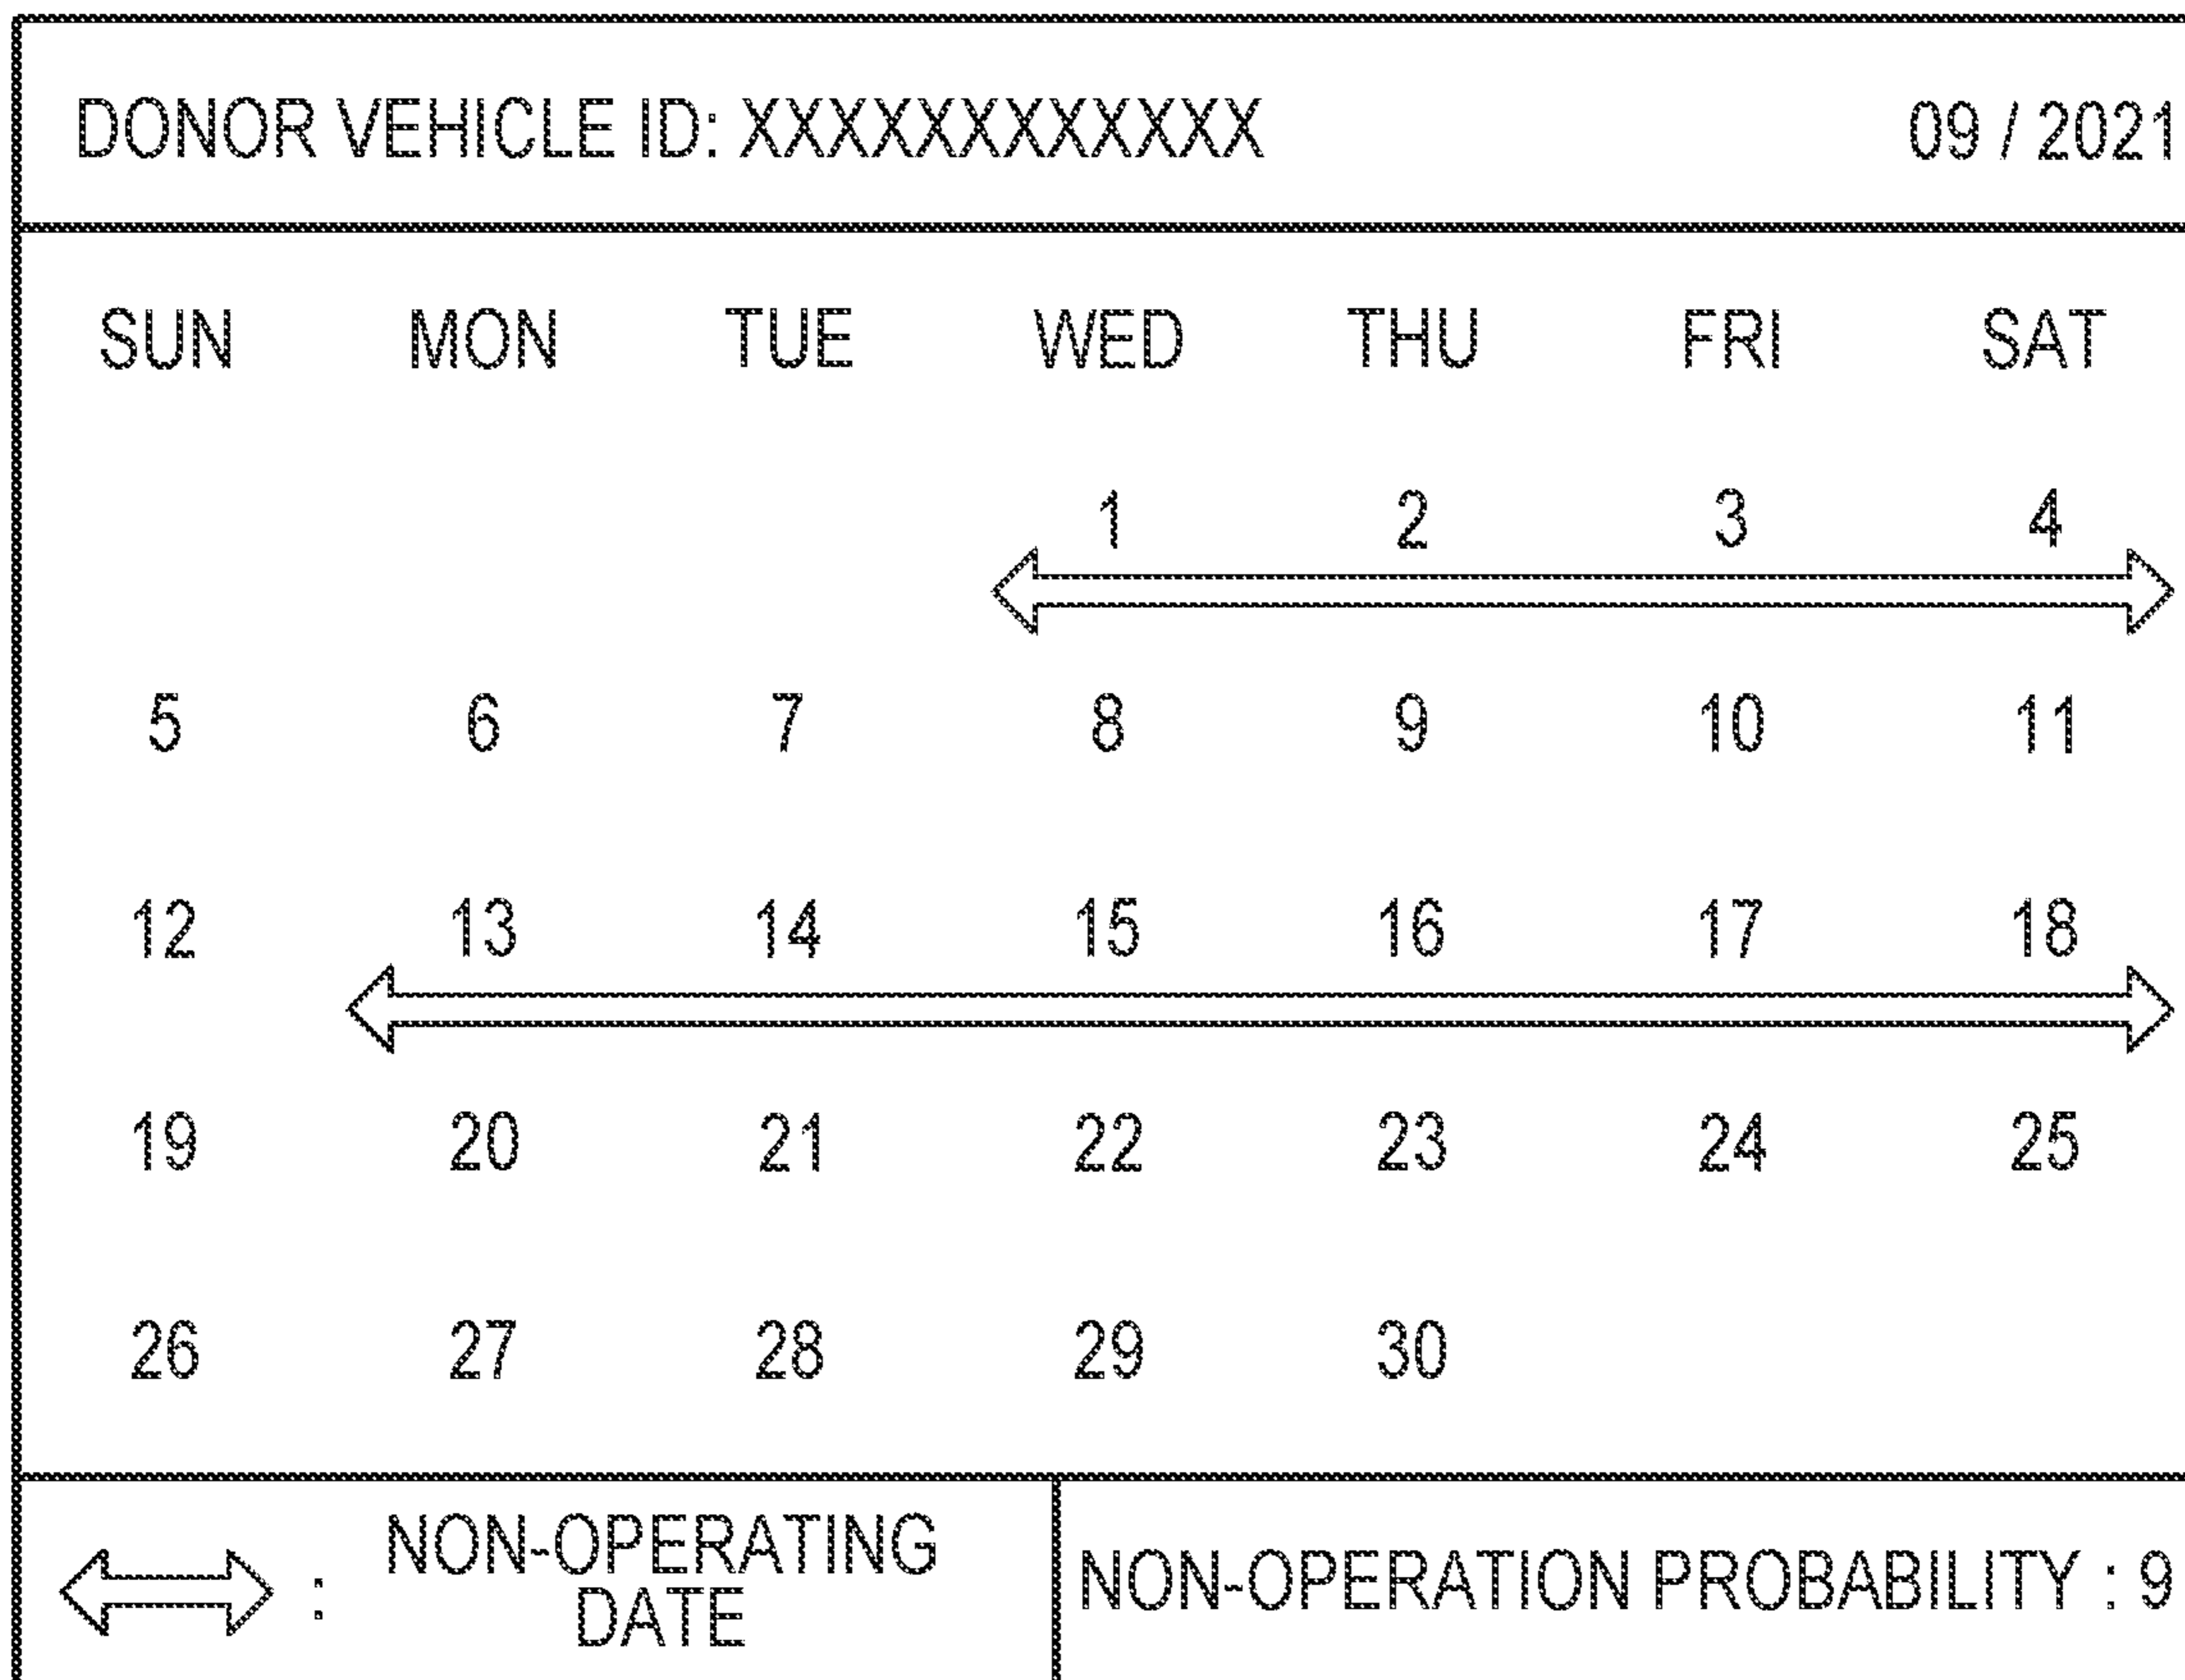 DONOR VEHICLE ID: XXXXXXXXXXXX 09 / 2021
SUN MON TUE WED THU FRI SAT
1 2 3 4
5 6 7 8 9 10 11
12 13 14 15 16 17 18
19 20 21 22 23 24 25
26 27 28 29 30
: NON-OPERATING
DATE
NON-OPERATION PROBABILITY : 9